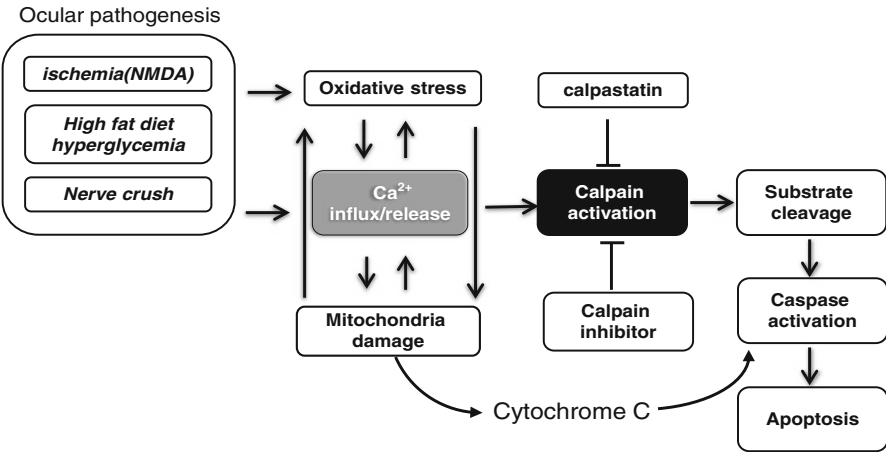 Ocular pathogenesis
ischemia(NMDA)
High fat diet
hyperglycemia
Nerve crush
Oxidative stress
Ca²⁺
influx/release
Mitochondria
damage
calpastatin
Calpain
activation
Calpain
inhibitor
Substrate
cleavage
Caspase
activation
Apoptosis
Cytochrome C